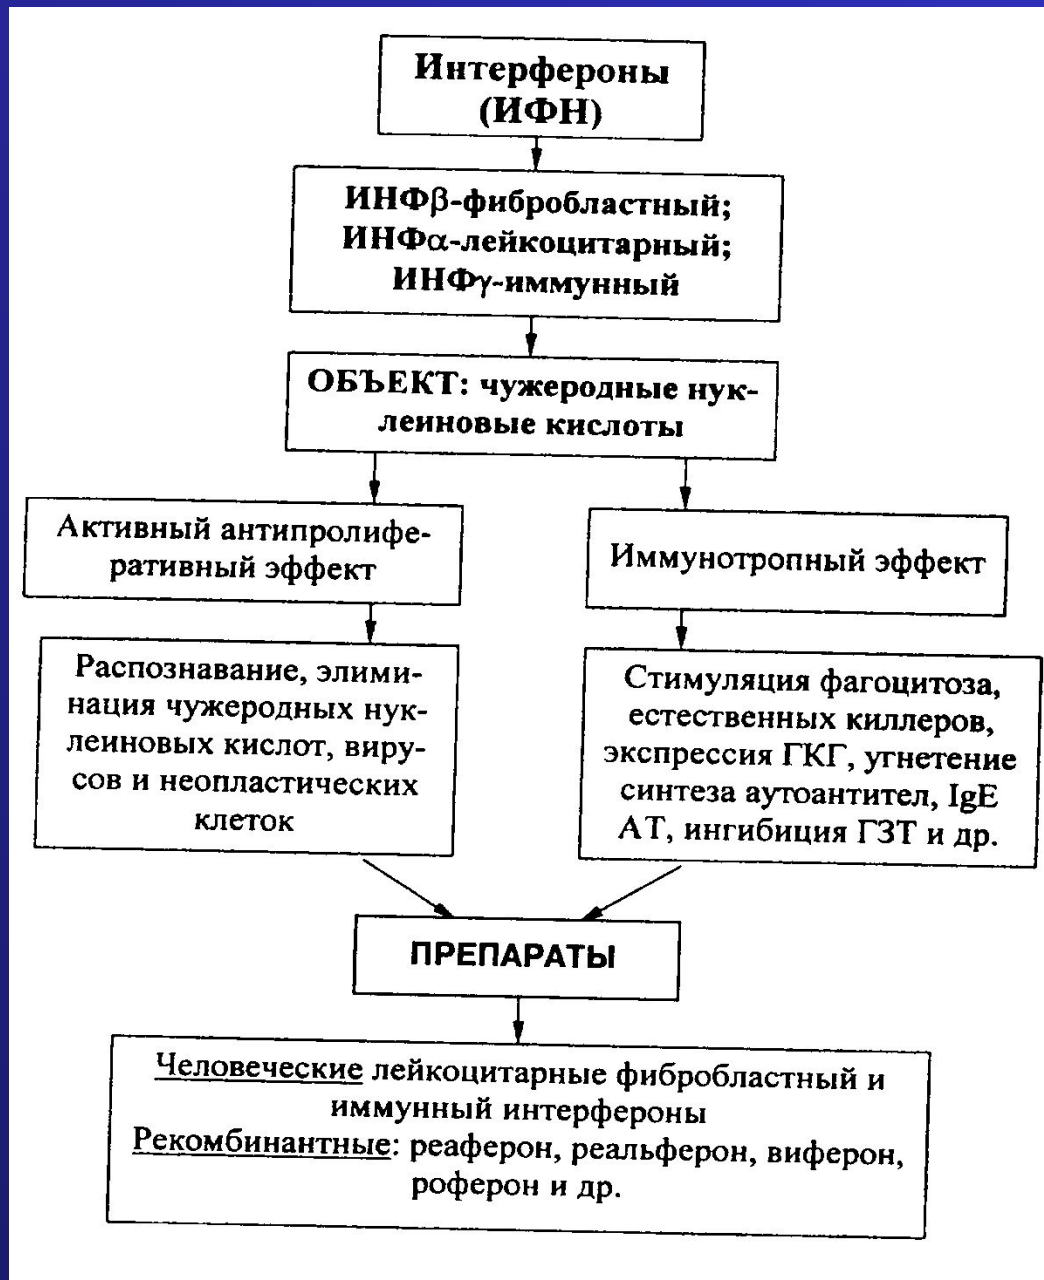 Интерфероны
(ИФН)
ИНФβ-фибробластный;
ИНФα-лейкоцитарный;
ИНФγ-иммунный
ОБЪЕКТ: чужеродные нук-
леиновые кислоты
Активный антипролифе-
ративный эффект
Иммунотропный эффект
Распознавание, элими-
нация чужеродных нук-
леиновых кислот, виру-
сов и неопластических
клеток
Стимуляция фагоцитоза,
естественных киллеров,
экспрессия ГКГ, угнетение
синтеза аутоантител, IgE
АТ, ингибиция ГЗТ и др.
ПРЕПАРАТЫ
Человеческие лейкоцитарные фибробластный и
иммунный интерфероны
Рекомбинантные: реаферон, реальферон, виферон,
роферон и др.